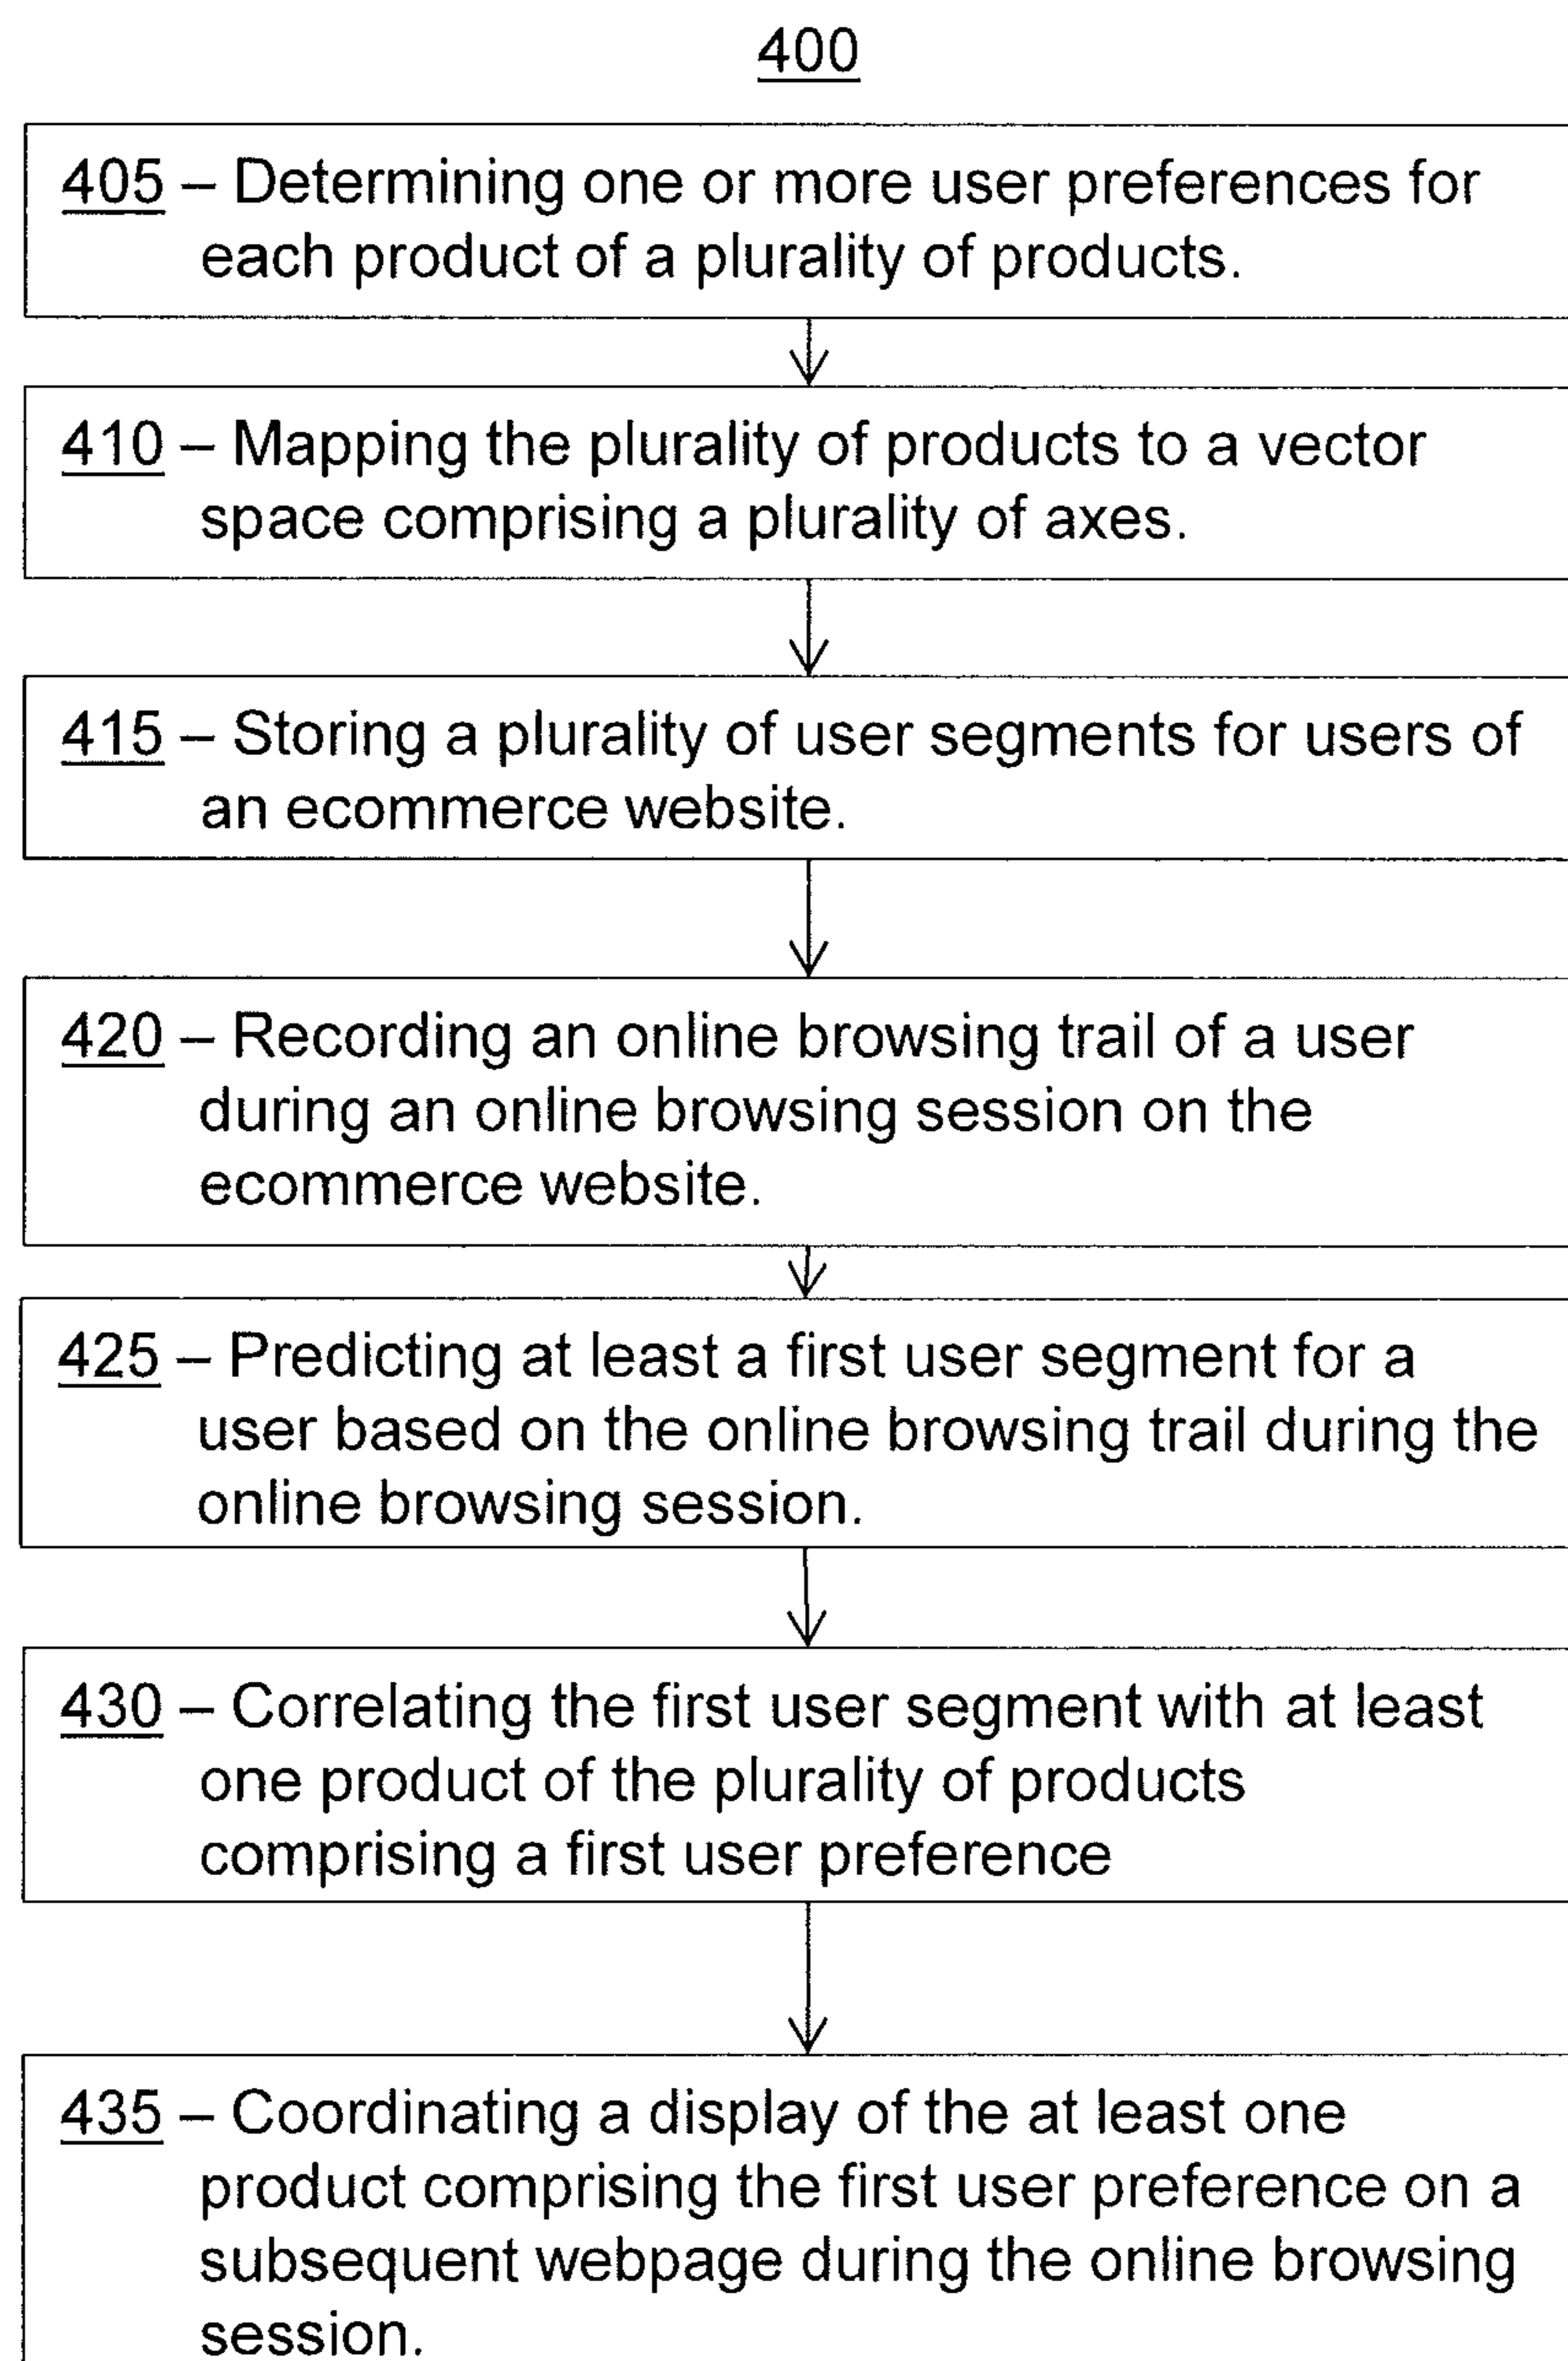 400
405 – Determining one or more user preferences for
each product of a plurality of products.
410 – Mapping the plurality of products to a vector
space comprising a plurality of axes.
415 – Storing a plurality of user segments for users of
an ecommerce website.
420 – Recording an online browsing trail of a user
during an online browsing session on the
ecommerce website.
425 – Predicting at least a first user segment for a
user based on the online browsing trail during the
online browsing session.
430 – Correlating the first user segment with at least
one product of the plurality of products
comprising a first user preference
435 – Coordinating a display of the at least one
product comprising the first user preference on a
subsequent webpage during the online browsing
session.